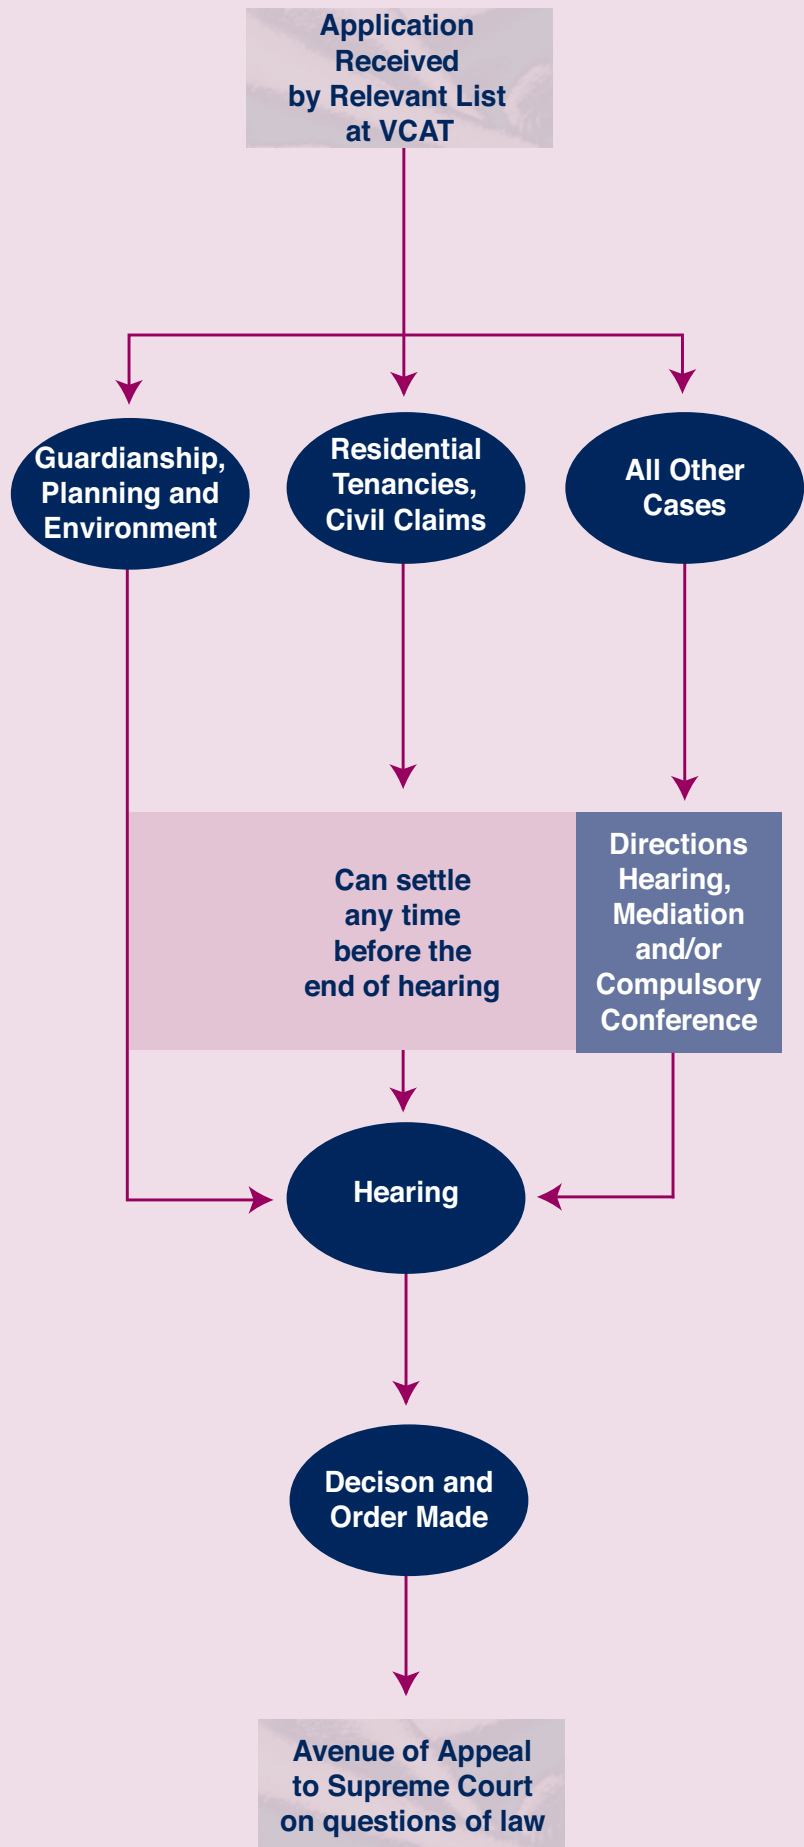 Application
Received
by Relevant List
at VCAT
Guardianship,
Planning and
Environment
Residential
Tenancies,
Civil Claims
All Other
Cases
Can settle
any time
before the
end of hearing
Directions
Hearing,
Mediation
and/or
Compulsory
Conference
Hearing
Decison and
Order Made
Avenue of Appeal
to Supreme Court
on questions of law